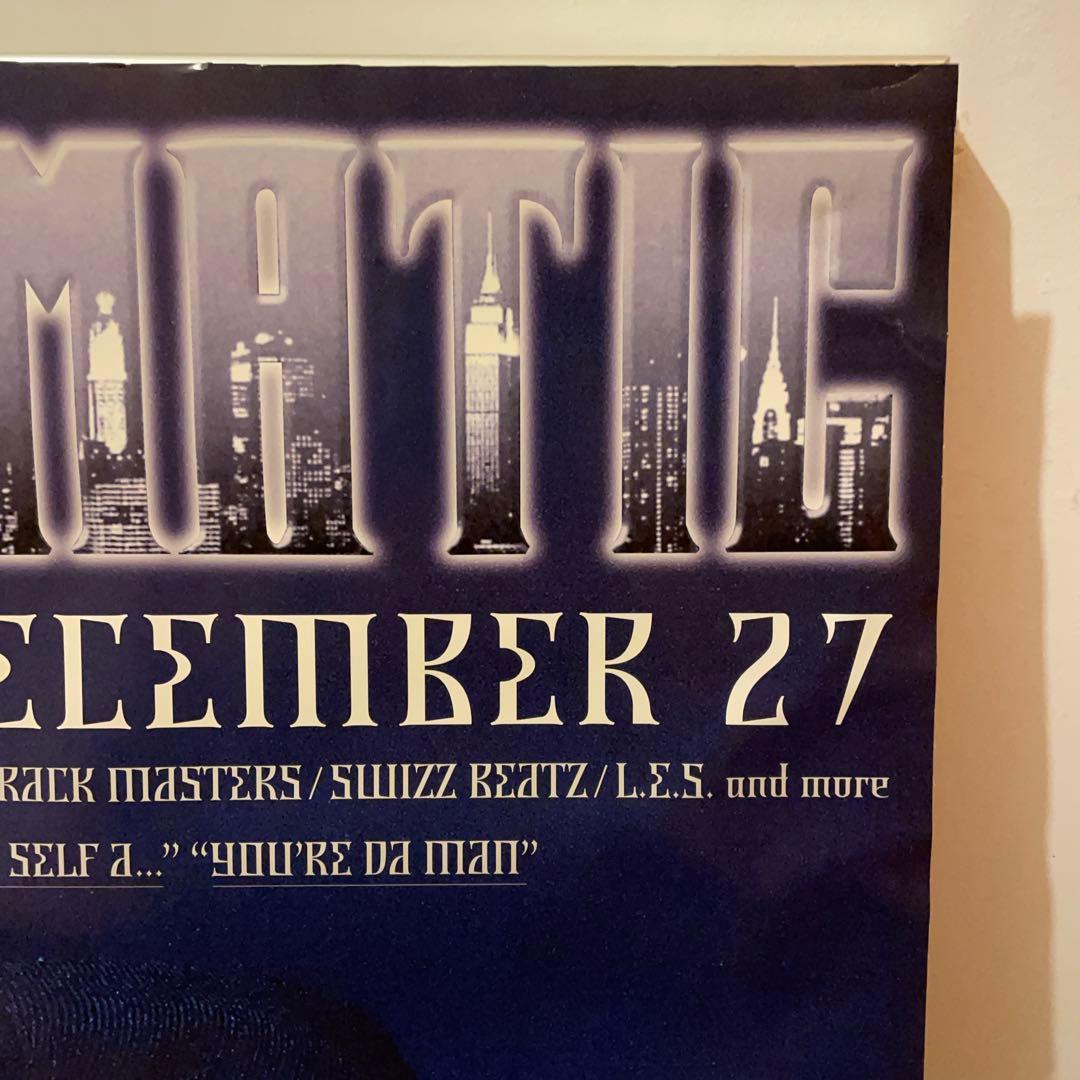 MATIC
ECEMBER 27
RACK MASTERS/SWIZZ BEATZ/L.E.S. and more
SELF A...” “YOU'RE DA MAN”